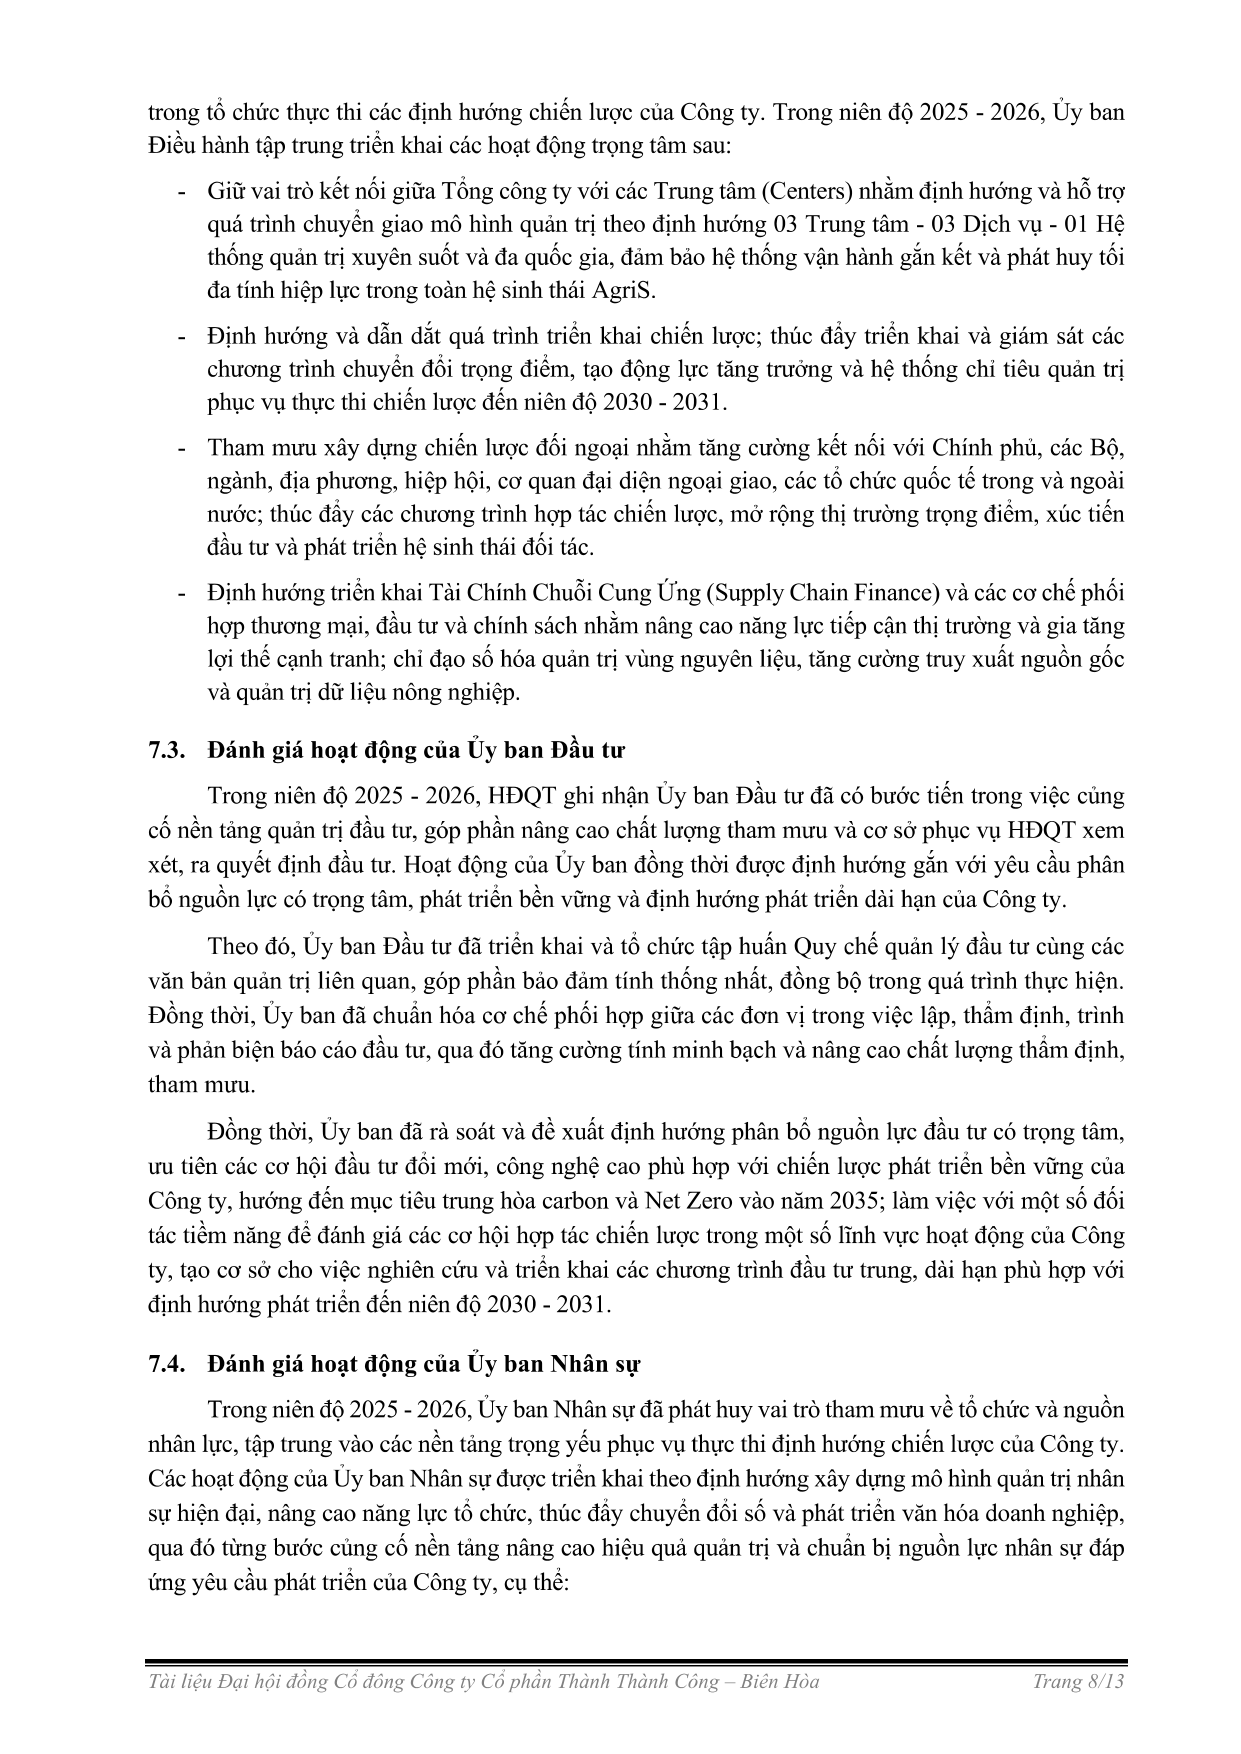 trong tổ chức thực thi các định hướng chiến lược của Công ty. Trong niên độ 2025 - 2026, Ủy ban
Điều hành tập trung triển khai các hoạt động trọng tâm sau:
- Giữ vai trò kết nối giữa Tổng công ty với các Trung tâm (Centers) nhằm định hướng và hỗ trợ
quá trình chuyển giao mô hình quản trị theo định hướng 03 Trung tâm - 03 Dịch vụ - 01 Hệ
thống quản trị xuyên suốt và đa quốc gia, đảm bảo hệ thống vận hành gắn kết và phát huy tối
đa tính hiệp lực trong toàn hệ sinh thái AgriS.
- Định hướng và dẫn dắt quá trình triển khai chiến lược; thúc đẩy triển khai và giám sát các
chương trình chuyển đổi trọng điểm, tạo động lực tăng trưởng và hệ thống chỉ tiêu quản trị
phục vụ thực thi chiến lược đến niên độ 2030 - 2031.
- Tham mưu xây dựng chiến lược đối ngoại nhằm tăng cường kết nối với Chính phủ, các Bộ,
ngành, địa phương, hiệp hội, cơ quan đại diện ngoại giao, các tổ chức quốc tế trong và ngoài
nước; thúc đẩy các chương trình hợp tác chiến lược, mở rộng thị trường trọng điểm, xúc tiến
đầu tư và phát triển hệ sinh thái đối tác.
- Định hướng triển khai Tài Chính Chuỗi Cung Ứng (Supply Chain Finance) và các cơ chế phối
hợp thương mại, đầu tư và chính sách nhằm nâng cao năng lực tiếp cận thị trường và gia tăng
lợi thế cạnh tranh; chỉ đạo số hóa quản trị vùng nguyên liệu, tăng cường truy xuất nguồn gốc
và quản trị dữ liệu nông nghiệp.
7.3. Đánh giá hoạt động của Ủy ban Đầu tư
Trong niên độ 2025 - 2026, HĐQT ghi nhận Ủy ban Đầu tư đã có bước tiến trong việc củng
cố nền tảng quản trị đầu tư, góp phần nâng cao chất lượng tham mưu và cơ sở phục vụ HĐQT xem
xét, ra quyết định đầu tư. Hoạt động của Ủy ban đồng thời được định hướng gắn với yêu cầu phân
bổ nguồn lực có trọng tâm, phát triển bền vững và định hướng phát triển dài hạn của Công ty.
Theo đó, Ủy ban Đầu tư đã triển khai và tổ chức tập huấn Quy chế quản lý đầu tư cùng các
văn bản quản trị liên quan, góp phần bảo đảm tính thống nhất, đồng bộ trong quá trình thực hiện.
Đồng thời, Ủy ban đã chuẩn hóa cơ chế phối hợp giữa các đơn vị trong việc lập, thẩm định, trình
và phản biện báo cáo đầu tư, qua đó tăng cường tính minh bạch và nâng cao chất lượng thẩm định,
tham mưu.
Đồng thời, Ủy ban đã rà soát và đề xuất định hướng phân bổ nguồn lực đầu tư có trọng tâm,
ưu tiên các cơ hội đầu tư đổi mới, công nghệ cao phù hợp với chiến lược phát triển bền vững của
Công ty, hướng đến mục tiêu trung hòa carbon và Net Zero vào năm 2035; làm việc với một số đối
tác tiềm năng để đánh giá các cơ hội hợp tác chiến lược trong một số lĩnh vực hoạt động của Công
ty, tạo cơ sở cho việc nghiên cứu và triển khai các chương trình đầu tư trung, dài hạn phù hợp với
định hướng phát triển đến niên độ 2030 - 2031.
7.4. Đánh giá hoạt động của Ủy ban Nhân sự
Trong niên độ 2025 - 2026, Ủy ban Nhân sự đã phát huy vai trò tham mưu về tổ chức và nguồn
nhân lực, tập trung vào các nền tảng trọng yếu phục vụ thực thi định hướng chiến lược của Công ty.
Các hoạt động của Ủy ban Nhân sự được triển khai theo định hướng xây dựng mô hình quản trị nhân
sự hiện đại, nâng cao năng lực tổ chức, thúc đẩy chuyển đổi số và phát triển văn hóa doanh nghiệp,
qua đó từng bước củng cố nền tảng nâng cao hiệu quả quản trị và chuẩn bị nguồn lực nhân sự đáp
ứng yêu cầu phát triển của Công ty, cụ thể:
Tài liệu Đại hội đồng Cổ đông Công ty Cổ phần Thành Thành Công – Biên Hòa Trang 8/13